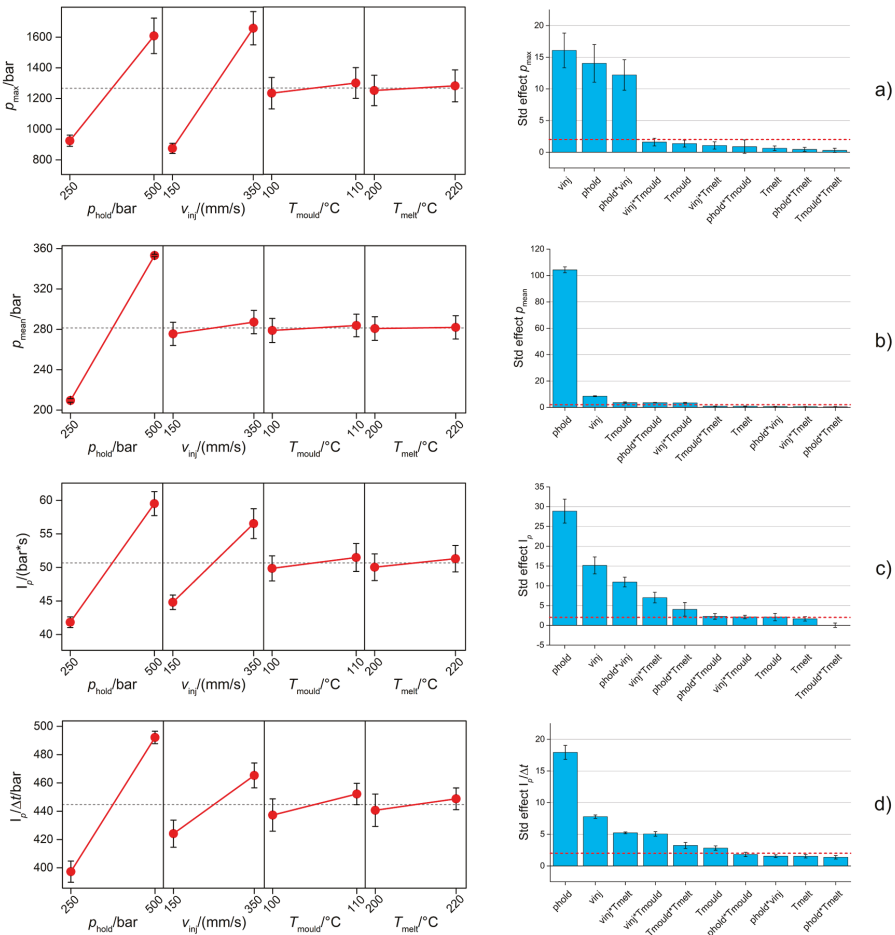 1600
1400
1200
1000
800
p_max/bar
250
500
150
350
100
110
200
220
p_hold/bar
v_inj/(mm/s)
T_mould/°C
T_melt/°C
20
15
10
5
0
Std effect p_max
vinj
phold
phold*vinj
vinj*Tmould
Tmould
vinj*Tmelt
phold*Tmould
Tmelt
phold*Tmelt
Tmould*Tmelt
a)
360
320
280
240
200
p_mean/bar
250
500
150
350
100
110
200
220
p_hold/bar
v_inj/(mm/s)
T_mould/°C
T_melt/°C
120
100
80
60
40
20
0
Std effect p_mean
phold
vinj
Tmould
phold*Tmould
vinj*Tmould
Tmould*Tmelt
Tmelt
phold*vinj
vinj*Tmelt
phold*Tmelt
b)
60
55
50
45
40
I_p/(bar*s)
250
500
150
350
100
110
200
220
p_hold/bar
v_inj/(mm/s)
T_mould/°C
T_melt/°C
35
30
25
20
15
10
5
0
-5
Std effect I_p
phold
vinj
phold*vinj
vinj*Tmelt
phold*Tmelt
phold*Tmould
vinj*Tmould
Tmould
Tmelt
Tmould*Tmelt
c)
500
480
460
440
420
400
I_p/Δt/bar
250
500
150
350
100
110
200
220
p_hold/bar
v_inj/(mm/s)
T_mould/°C
T_melt/°C
20
15
10
5
0
Std effect I_p/Δt
phold
vinj
vinj*Tmelt
vinj*Tmould
Tmould*Tmelt
Tmould
phold*Tmould
phold*vinj
Tmelt
phold*Tmelt
d)